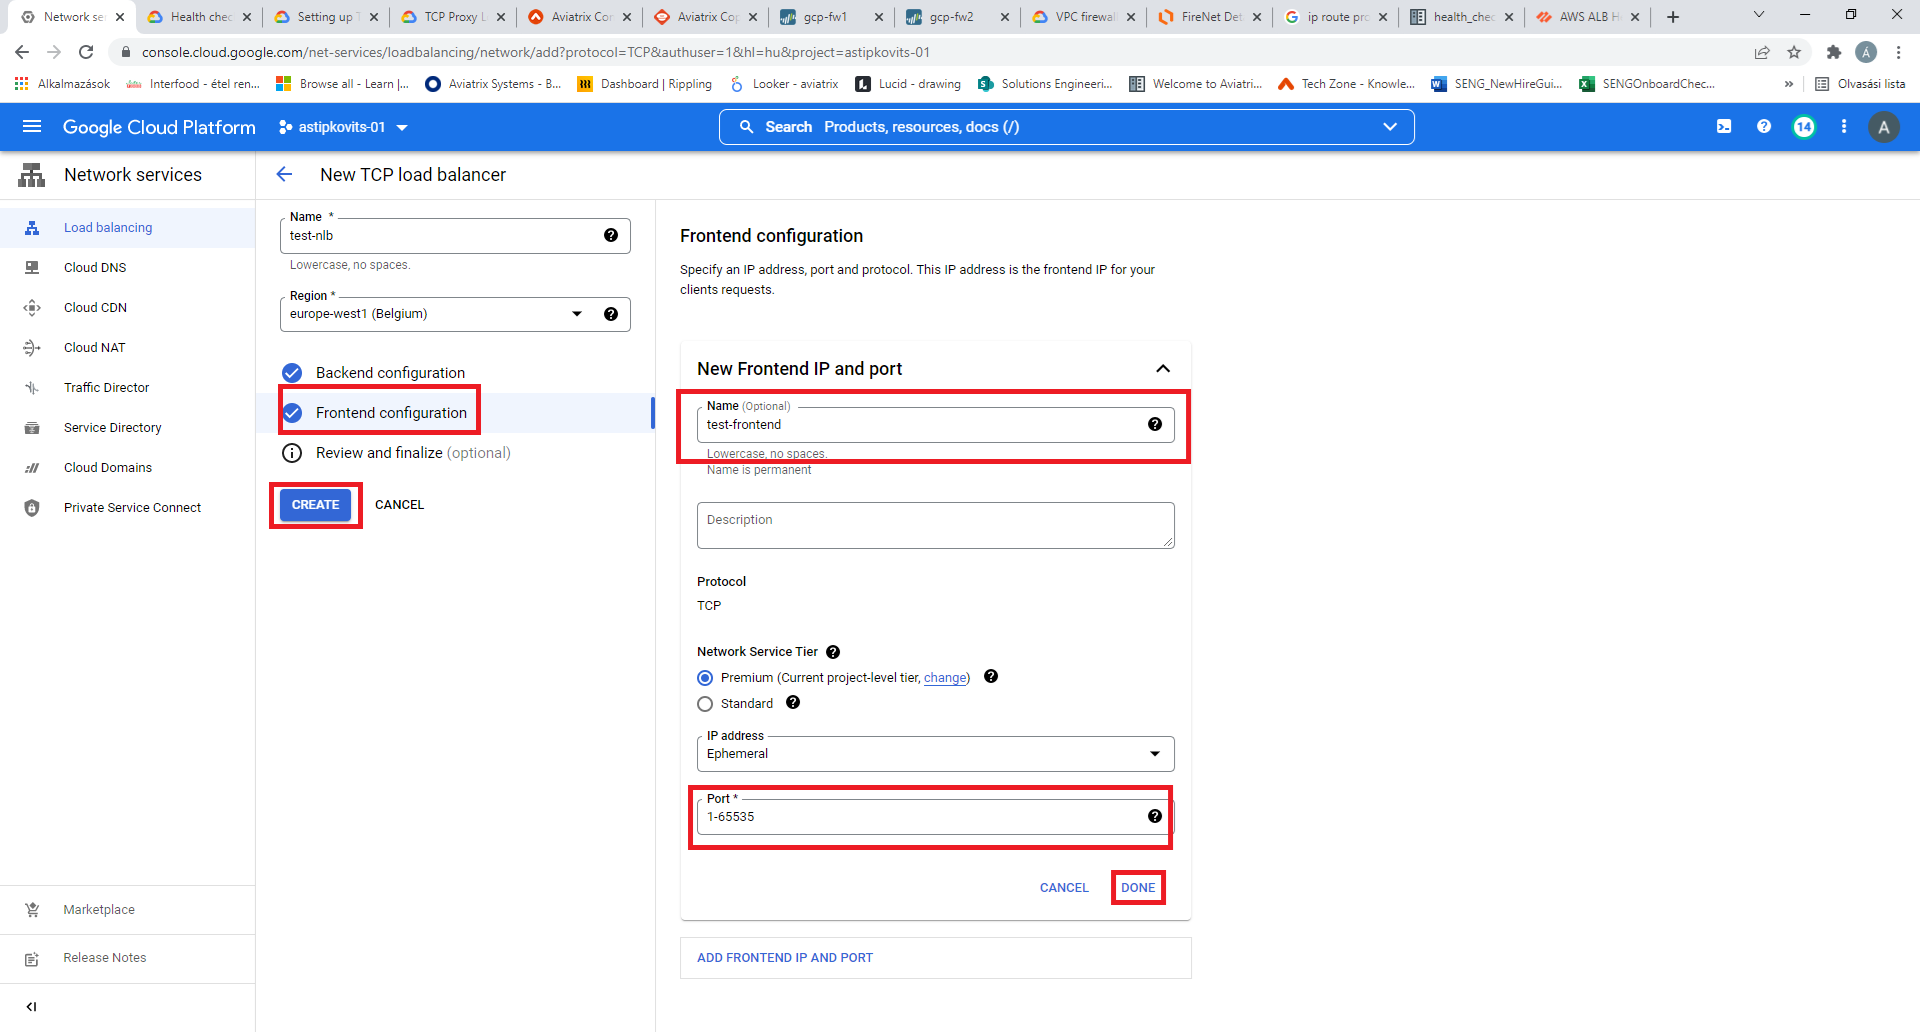 Network ser
Health chec
Setting up T
TCP Proxy L
Aviatrix Con
Aviatrix Cop
gcp-fw1
gcp-fw2
VPC firewal
FireNet Det
ip route pro
health_chec
AWS ALB H
console.cloud.google.com/net-services/loadbalancing/network/add?protocol=TCP&authuser=1&hl=hu&project=astipkovits-01
Á
Alkalmazások
Interfood - étel ren...
Browse all - Learn |...
Aviatrix Systems - B...
Dashboard | Rippling
Looker - aviatrix
Lucid - drawing
Solutions Engineeri...
Welcome to Aviatri...
Tech Zone - Knowle...
SENG_NewHireGui...
SENGOnboardChec...
»
Olvasási lista
Google Cloud Platform
astipkovits-01
Search Products, resources, docs (/)
14
A
Network services
New TCP load balancer
Load balancing
Cloud DNS
Cloud CDN
Cloud NAT
Traffic Director
Service Directory
Cloud Domains
Private Service Connect
Marketplace
Release Notes
Name *
test-nlb
Lowercase, no spaces.
Region *
europe-west1 (Belgium)
Backend configuration
Frontend configuration
Review and finalize (optional)
CREATE
CANCEL
Frontend configuration
Specify an IP address, port and protocol. This IP address is the frontend IP for your
clients requests.
New Frontend IP and port
Name (Optional)
test-frontend
Lowercase, no spaces.
Name is permanent
Description
Protocol
TCP
Network Service Tier
Premium (Current project-level tier, change)
Standard
IP address
Ephemeral
Port *
1-65535
CANCEL
DONE
ADD FRONTEND IP AND PORT